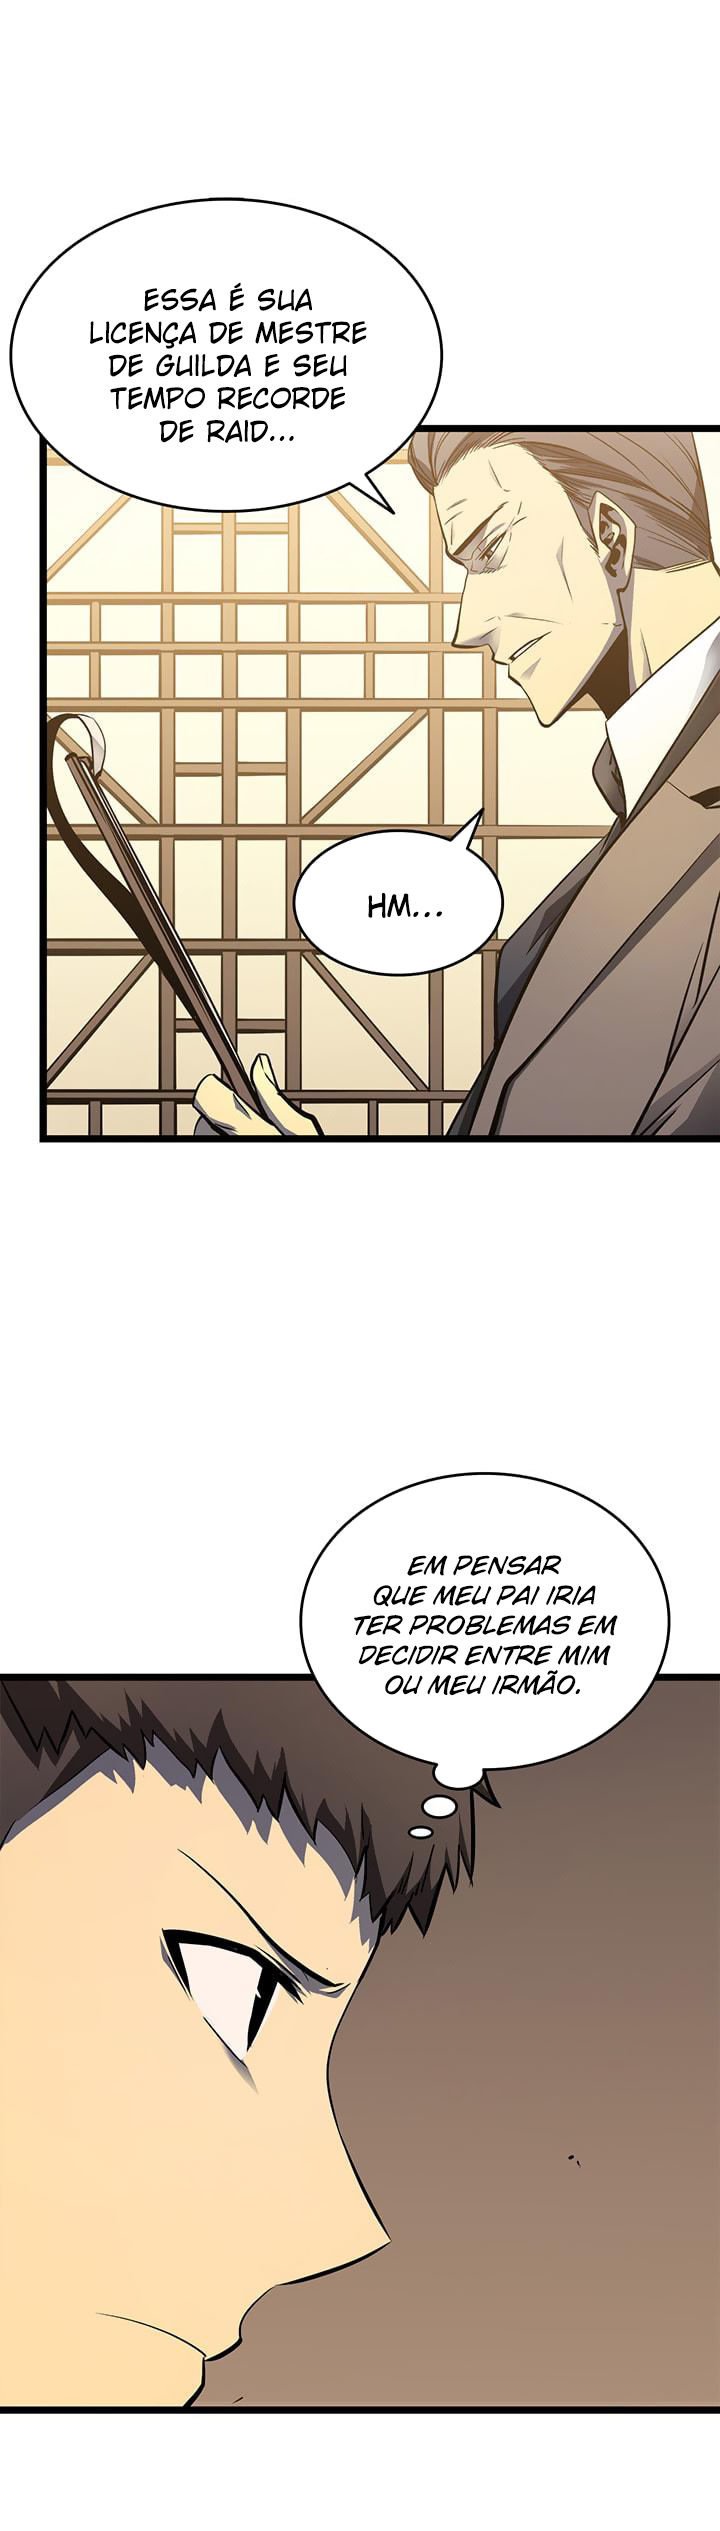 ESSA É SUA
LICENÇA DE MESTRE
DE GUILDA E SEU
TEMPO RECORDE
DE RAID...
HM...
EM PENSAR
QUE MEU PAI IRIA
TER PROBLEMAS EM
DECIDIR ENTRE MIM
OU MEU IRMÃO.